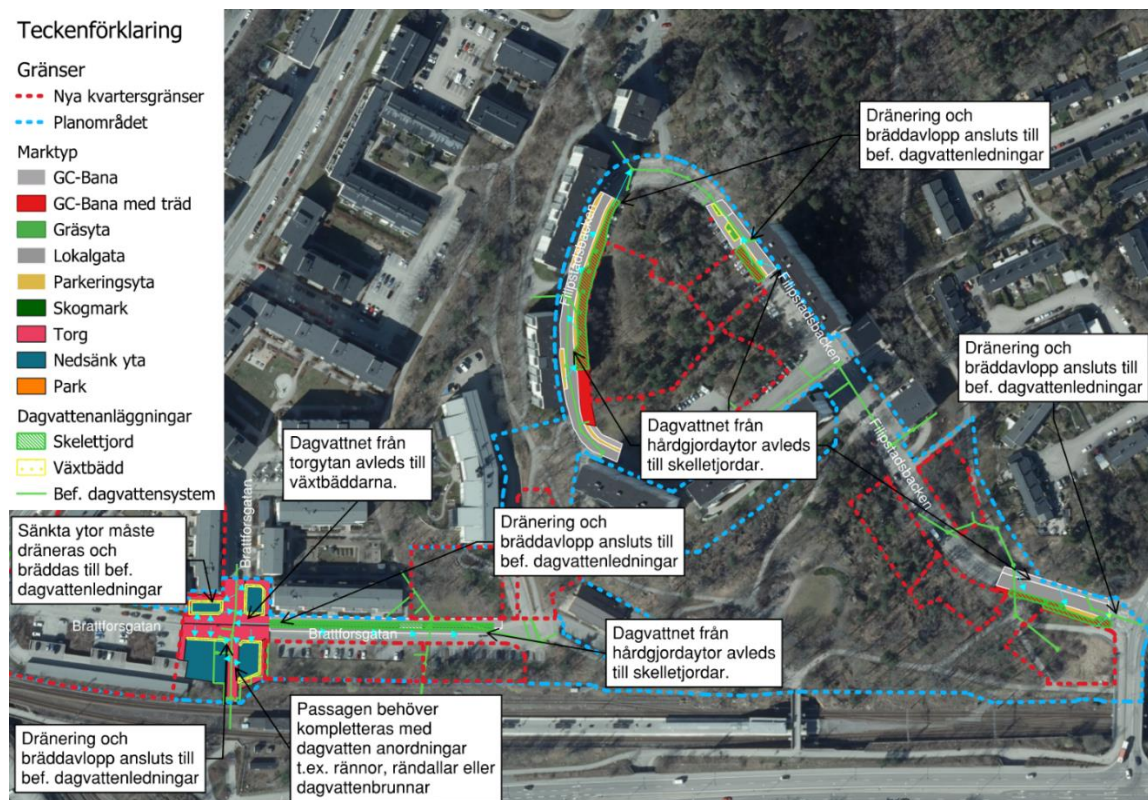 Teckenförklaring
Gränser
Nya kvartersgränser
Planområdet
Marktyp
GC-Bana
GC-Bana med träd
Gräsyta
Lokalgata
Parkeringsyta
Skogmark
Torg
Nedsänk yta
Park
Dagvattenanläggningar
Skelettjord
Växtbädd
Bef. dagvattensystem
Dränering och
bräddavlopp ansluts till
bef. dagvattenledningar
Filipstadsbacken
Filipstadsbacken
Dränering och
bräddavlopp ansluts till
bef. dagvattenledningar
Dagvattnet från
hårdgjordaytor avleds
till skelletjordar.
Filipstadsbacken
Dagvattnet från
torgytan avleds till
växtbäddarna.
Brattforsgatan
Sänkta ytor måste
dräneras och
bräddas till bef.
dagvattenledningar
Dränering och
bräddavlopp ansluts till
bef. dagvattenledningar
Brattforsgatan
Brattforsgatan
Dagvattnet från
hårdgjordaytor avleds
till skelletjordar.
Dränering och
bräddavlopp ansluts till
bef. dagvattenledningar
Passagen behöver
kompletteras med
dagvatten anordningar
t.ex. rännor, rändallar eller
dagvattenbrunnar